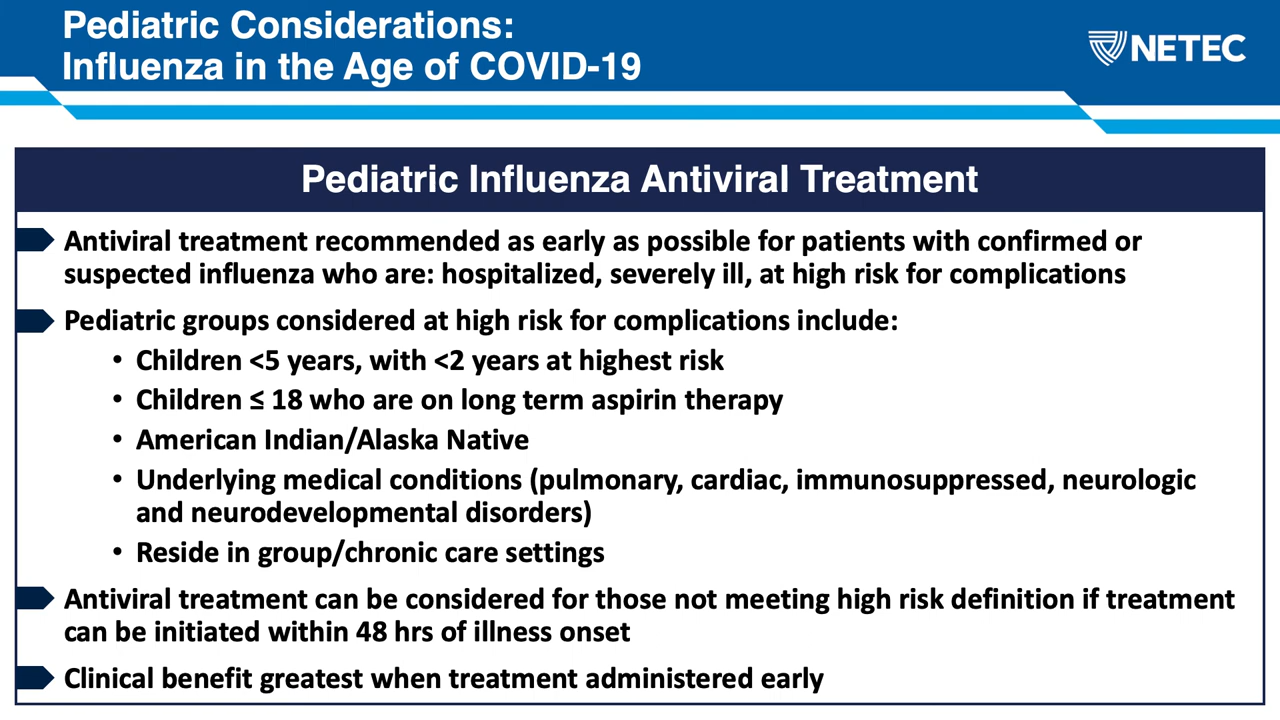 Pediatric Considerations:
Influenza in the Age of COVID-19
NETEC
Pediatric Influenza Antiviral Treatment
Antiviral treatment recommended as early as possible for patients with confirmed or
suspected influenza who are: hospitalized, severely ill, at high risk for complications
Pediatric groups considered at high risk for complications include:
• Children <5 years, with <2 years at highest risk
• Children ≤ 18 who are on long term aspirin therapy
• American Indian/Alaska Native
• Underlying medical conditions (pulmonary, cardiac, immunosuppressed, neurologic
and neurodevelopmental disorders)
• Reside in group/chronic care settings
Antiviral treatment can be considered for those not meeting high risk definition if treatment
can be initiated within 48 hrs of illness onset
Clinical benefit greatest when treatment administered early